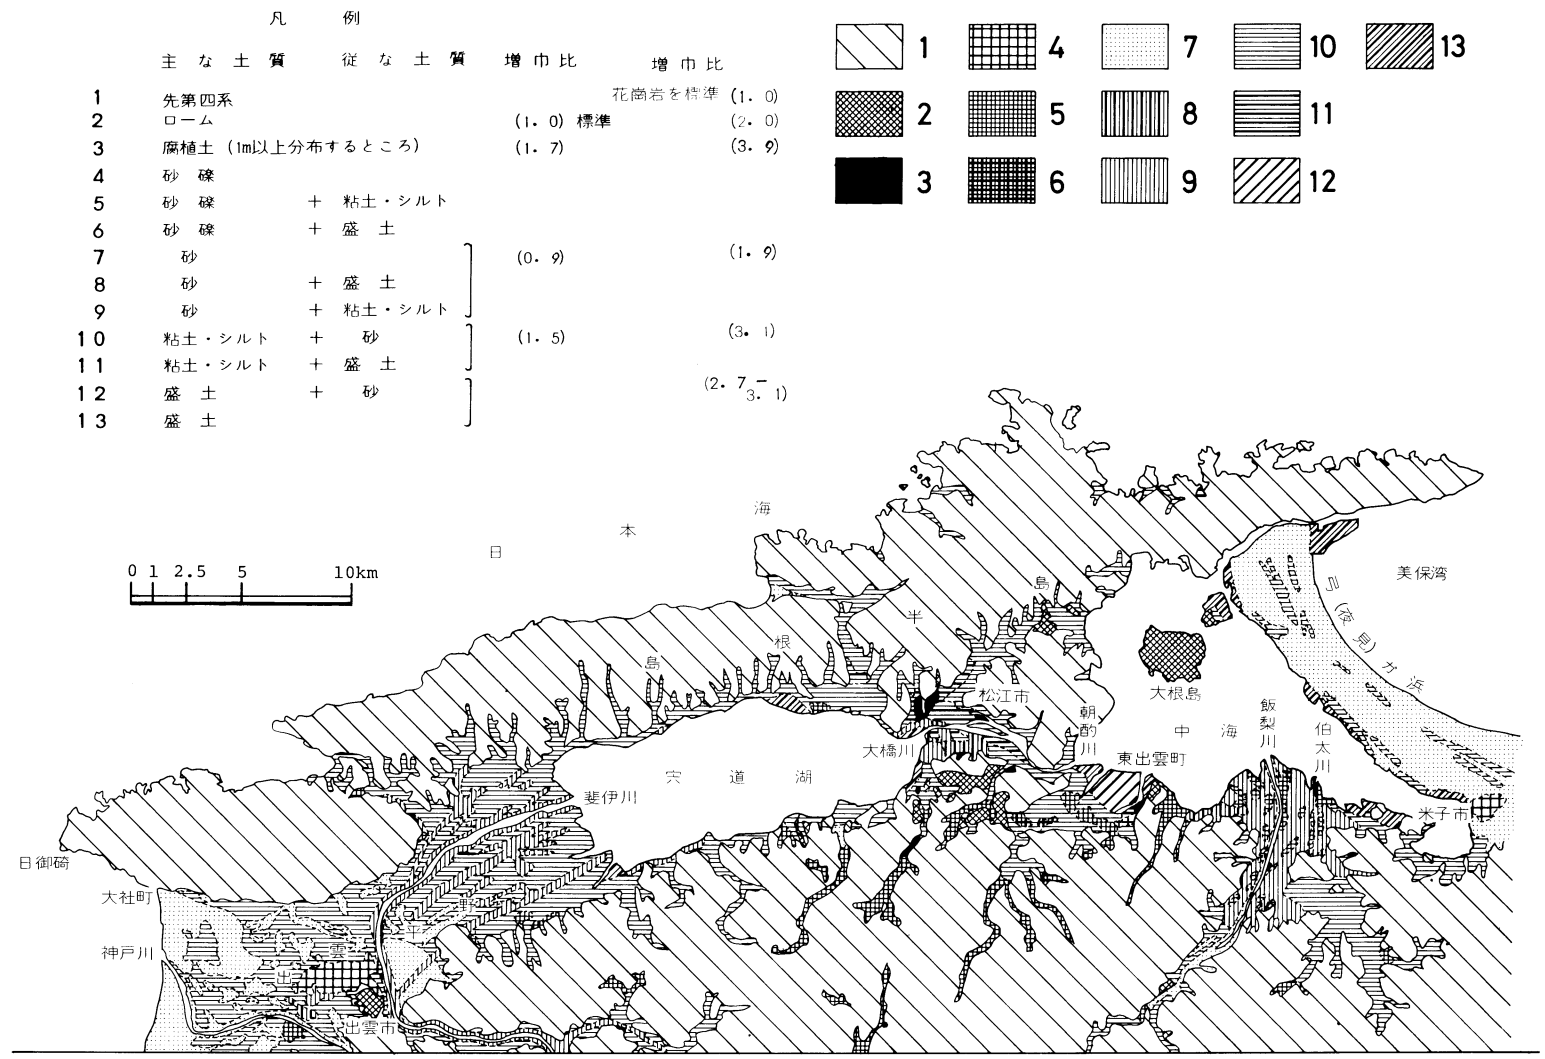 凡 例
主 な 土 質 従 な 土 質 増 巾 比 増 巾 比
1 先第四系 花崗岩を標準 (1.0)
2 ローム (1.0) 標準 (2.0)
3 腐植土 (1m以上分布するところ) (1.7) (3.9)
4 砂 礫
5 砂 礫 + 粘土・シルト
6 砂 礫 + 盛 土
7 砂 (0.9) (1.9)
8 砂 + 盛 土
9 砂 + 粘土・シルト
10 粘土・シルト + 砂 (1.5) (3.1)
11 粘土・シルト + 盛 土
12 盛 土 + 砂 (2.7-3.1)
13 盛 土
1 4 7 10 13
2 5 8 11
3 6 9 12
日 本 海
0 1 2.5 5 10km
美保湾
弓(夜見)ガ浜
島 根 半 島
松江市
大根島
朝酌川
中 海
飯梨川
伯太川
大橋川
東出雲町
宍 道 湖
斐伊川
米子市
日御碕
大社町
神戸川
出 雲 平 野
出雲市